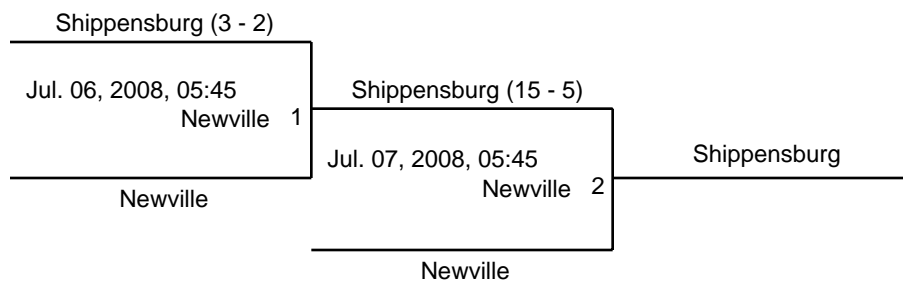 Shippensburg (3 - 2)
Jul. 06, 2008, 05:45
Newville 1
Newville
Shippensburg (15 - 5)
Jul. 07, 2008, 05:45
Newville 2
Newville
Shippensburg